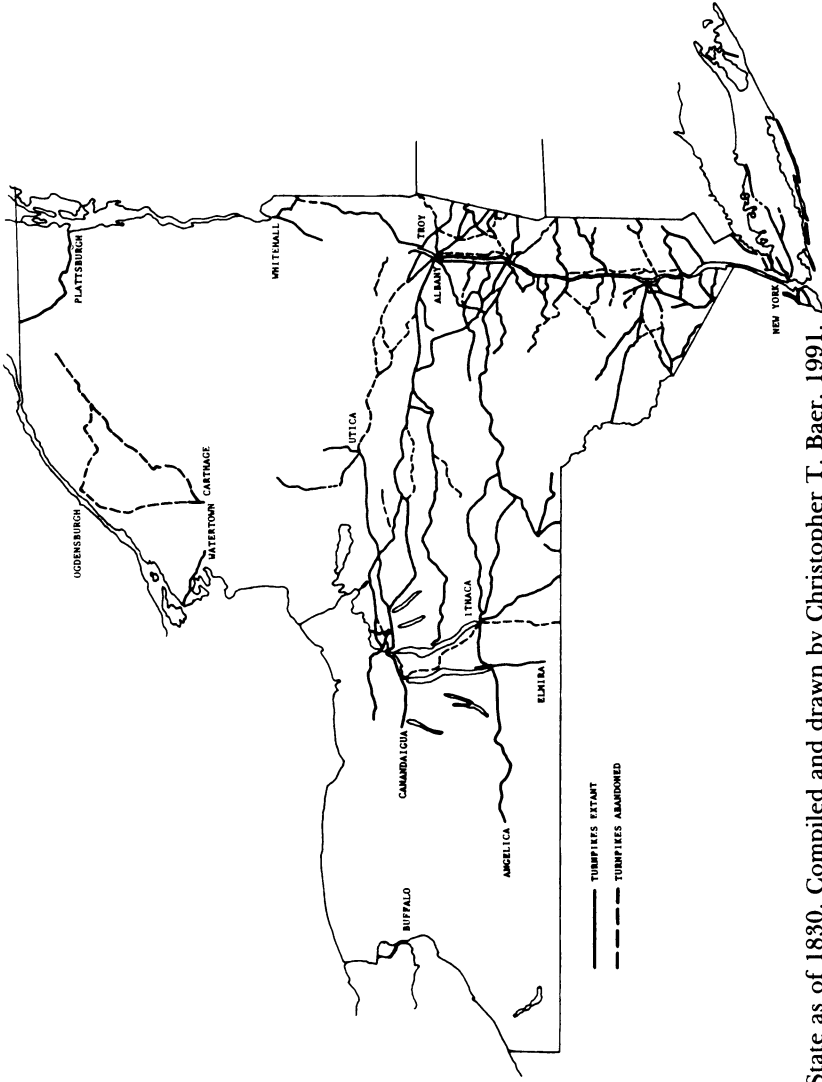 PLATTSBURGH
OGDENSBURGH
CARTHAGE
WATERTOWN
WHITEHALL
UTICA
TROY
ALBANY
CANANDAIGUA
ITHACA
BUFFALO
ELMIRA
ANGELICA
NEW YORK
TURNPIKES EXTANT
TURNPIKES ABANDONED
State as of 1830. Compiled and drawn by Christopher T. Baer, 1991.